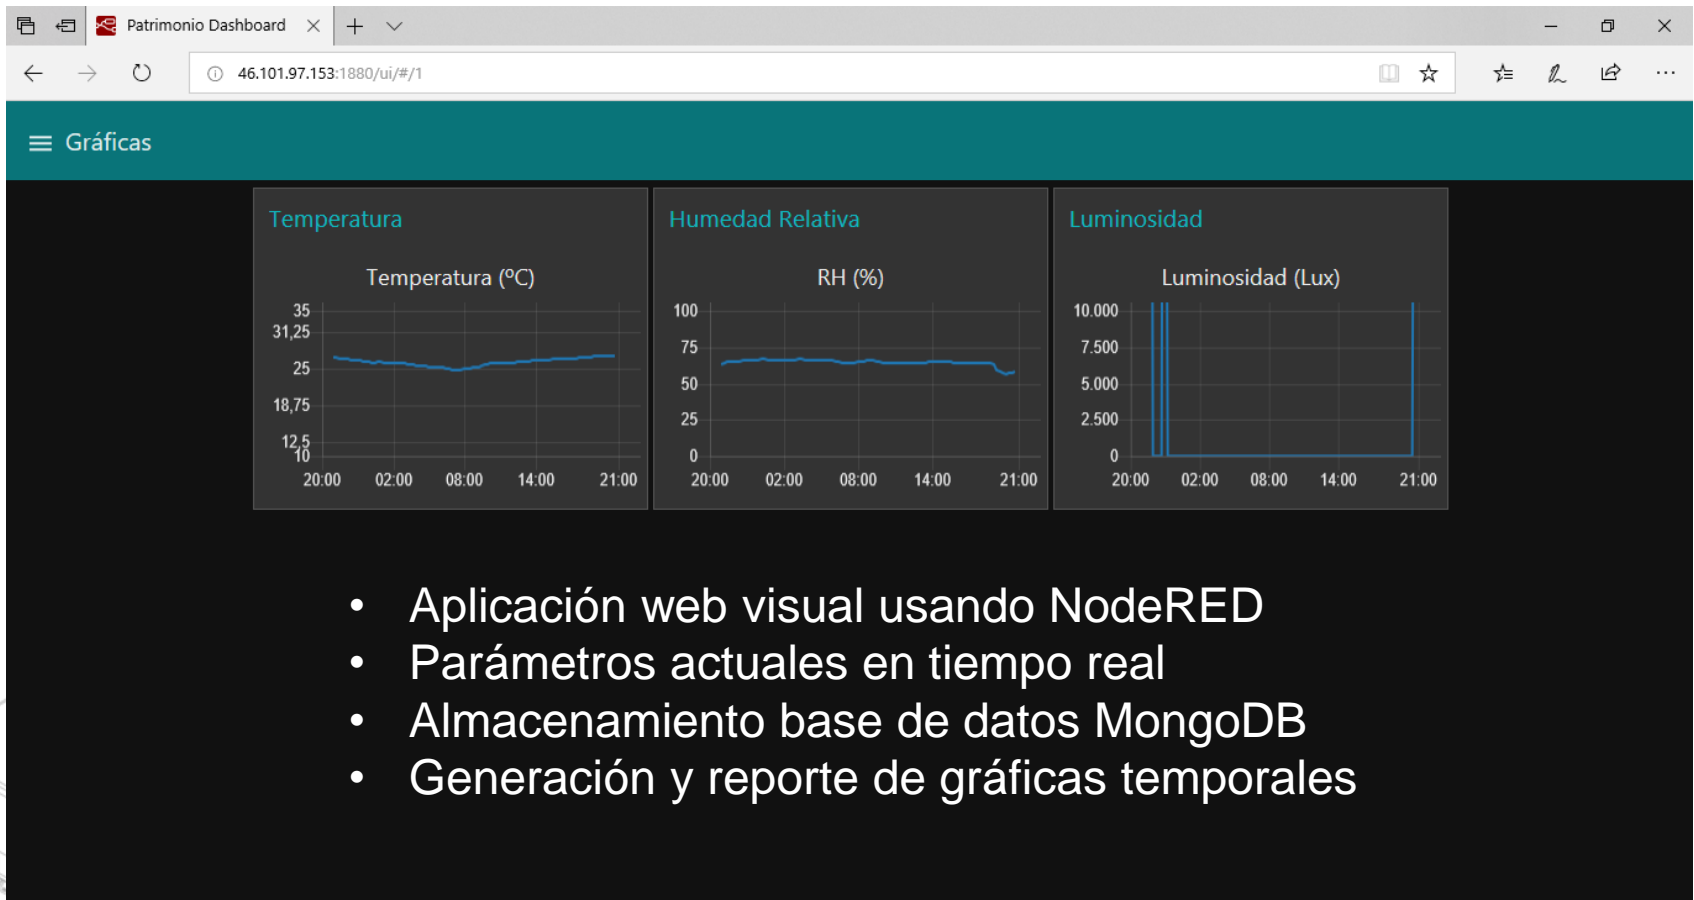 Patrimonio Dashboard
46.101.97.153:1880/ui/#/1
Gráficas
Temperatura
Temperatura (ºC)
35
31,25
25
18,75
12,5
10
20:00 02:00 08:00 14:00 21:00
Humedad Relativa
RH (%)
100
75
50
25
0
20:00 02:00 08:00 14:00 21:00
Luminosidad
Luminosidad (Lux)
10.000
7.500
5.000
2.500
0
20:00 02:00 08:00 14:00 21:00
• Aplicación web visual usando NodeRED
• Parámetros actuales en tiempo real
• Almacenamiento base de datos MongoDB
• Generación y reporte de gráficas temporales